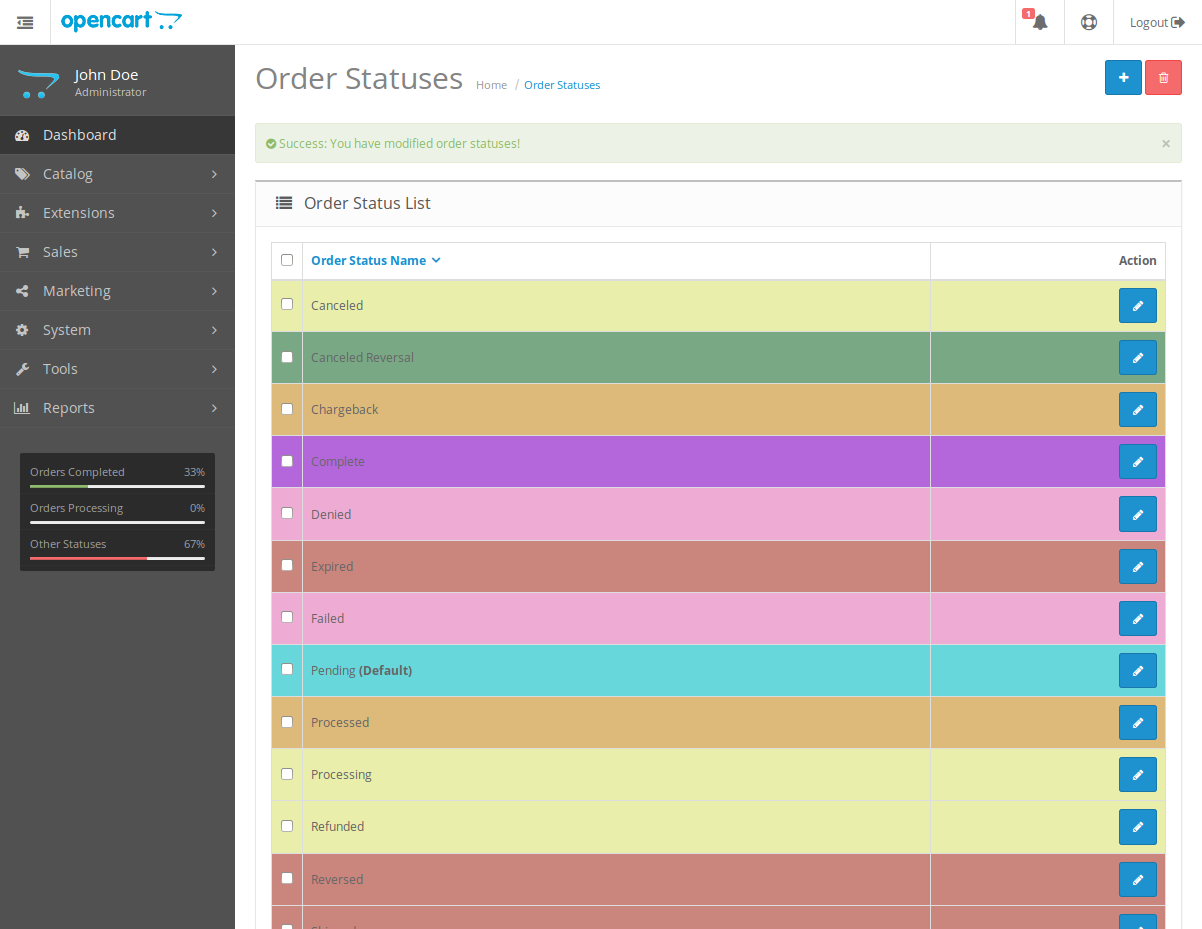 opencart
1
Logout
John Doe
Administrator
Order Statuses
Home / Order Statuses
Dashboard
Catalog
Extensions
Sales
Marketing
System
Tools
Reports
Orders Completed 33%
Orders Processing 0%
Other Statuses 67%
Success: You have modified order statuses! ×
Order Status List
Order Status Name Action
Canceled
Canceled Reversal
Chargeback
Complete
Denied
Expired
Failed
Pending (Default)
Processed
Processing
Refunded
Reversed